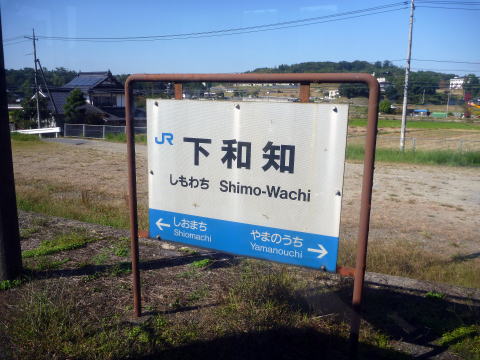 JR 下和知
しもわち Shimo-Wachi
← しおまち やまのうち →
Shiomachi Yamanouchi